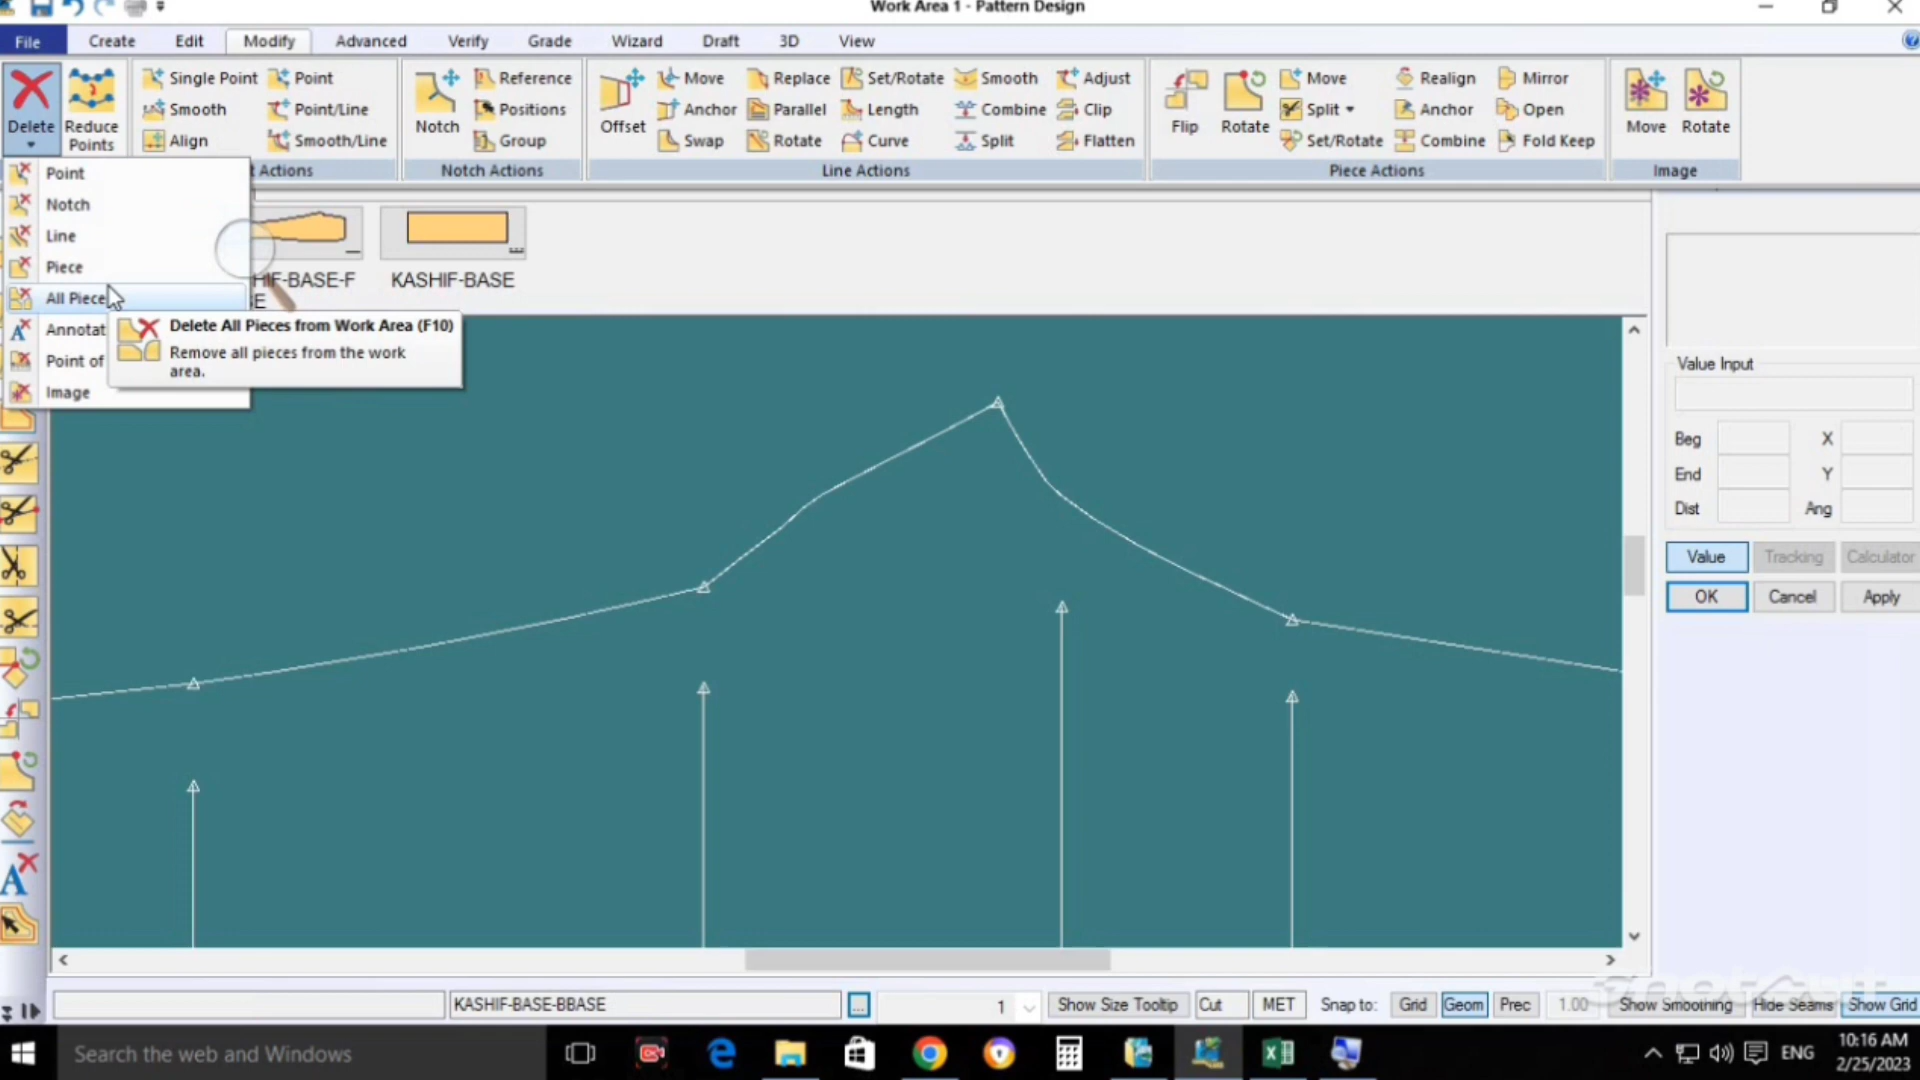 Work Area 1 - Pattern Design
File Create Edit Modify Advanced Verify Grade Wizard Draft 3D View
Delete
Reduce Points
Single Point
Smooth
Align
Point
Point/Line
Smooth/Line
t Actions
Notch
Reference
Positions
Group
Notch Actions
Offset
Move
Anchor
Swap
Replace
Parallel
Rotate
Set/Rotate
Length
Curve
Smooth
Combine
Split
Adjust
Clip
Flatten
Line Actions
Flip
Rotate
Move
Split
Set/Rotate
Realign
Anchor
Combine
Mirror
Open
Fold Keep
Piece Actions
Move
Rotate
Image
Point
Notch
Line
Piece
All Piece
Annotat
Point of
Image
Delete All Pieces from Work Area (F10)
Remove all pieces from the work
area.
HIF-BASE-F
SE
KASHIF-BASE
Value Input
Beg X
End Y
Dist Ang
Value Tracking Calculator
OK Cancel Apply
KASHIF-BASE-BBASE ... 1 Show Size Tooltip Cut MET Snap to: Grid Geom Prec 1.00 Show Smoothing Hide Seams Show Grid
Search the web and Windows
ENG
10:16 AM
2/25/2023